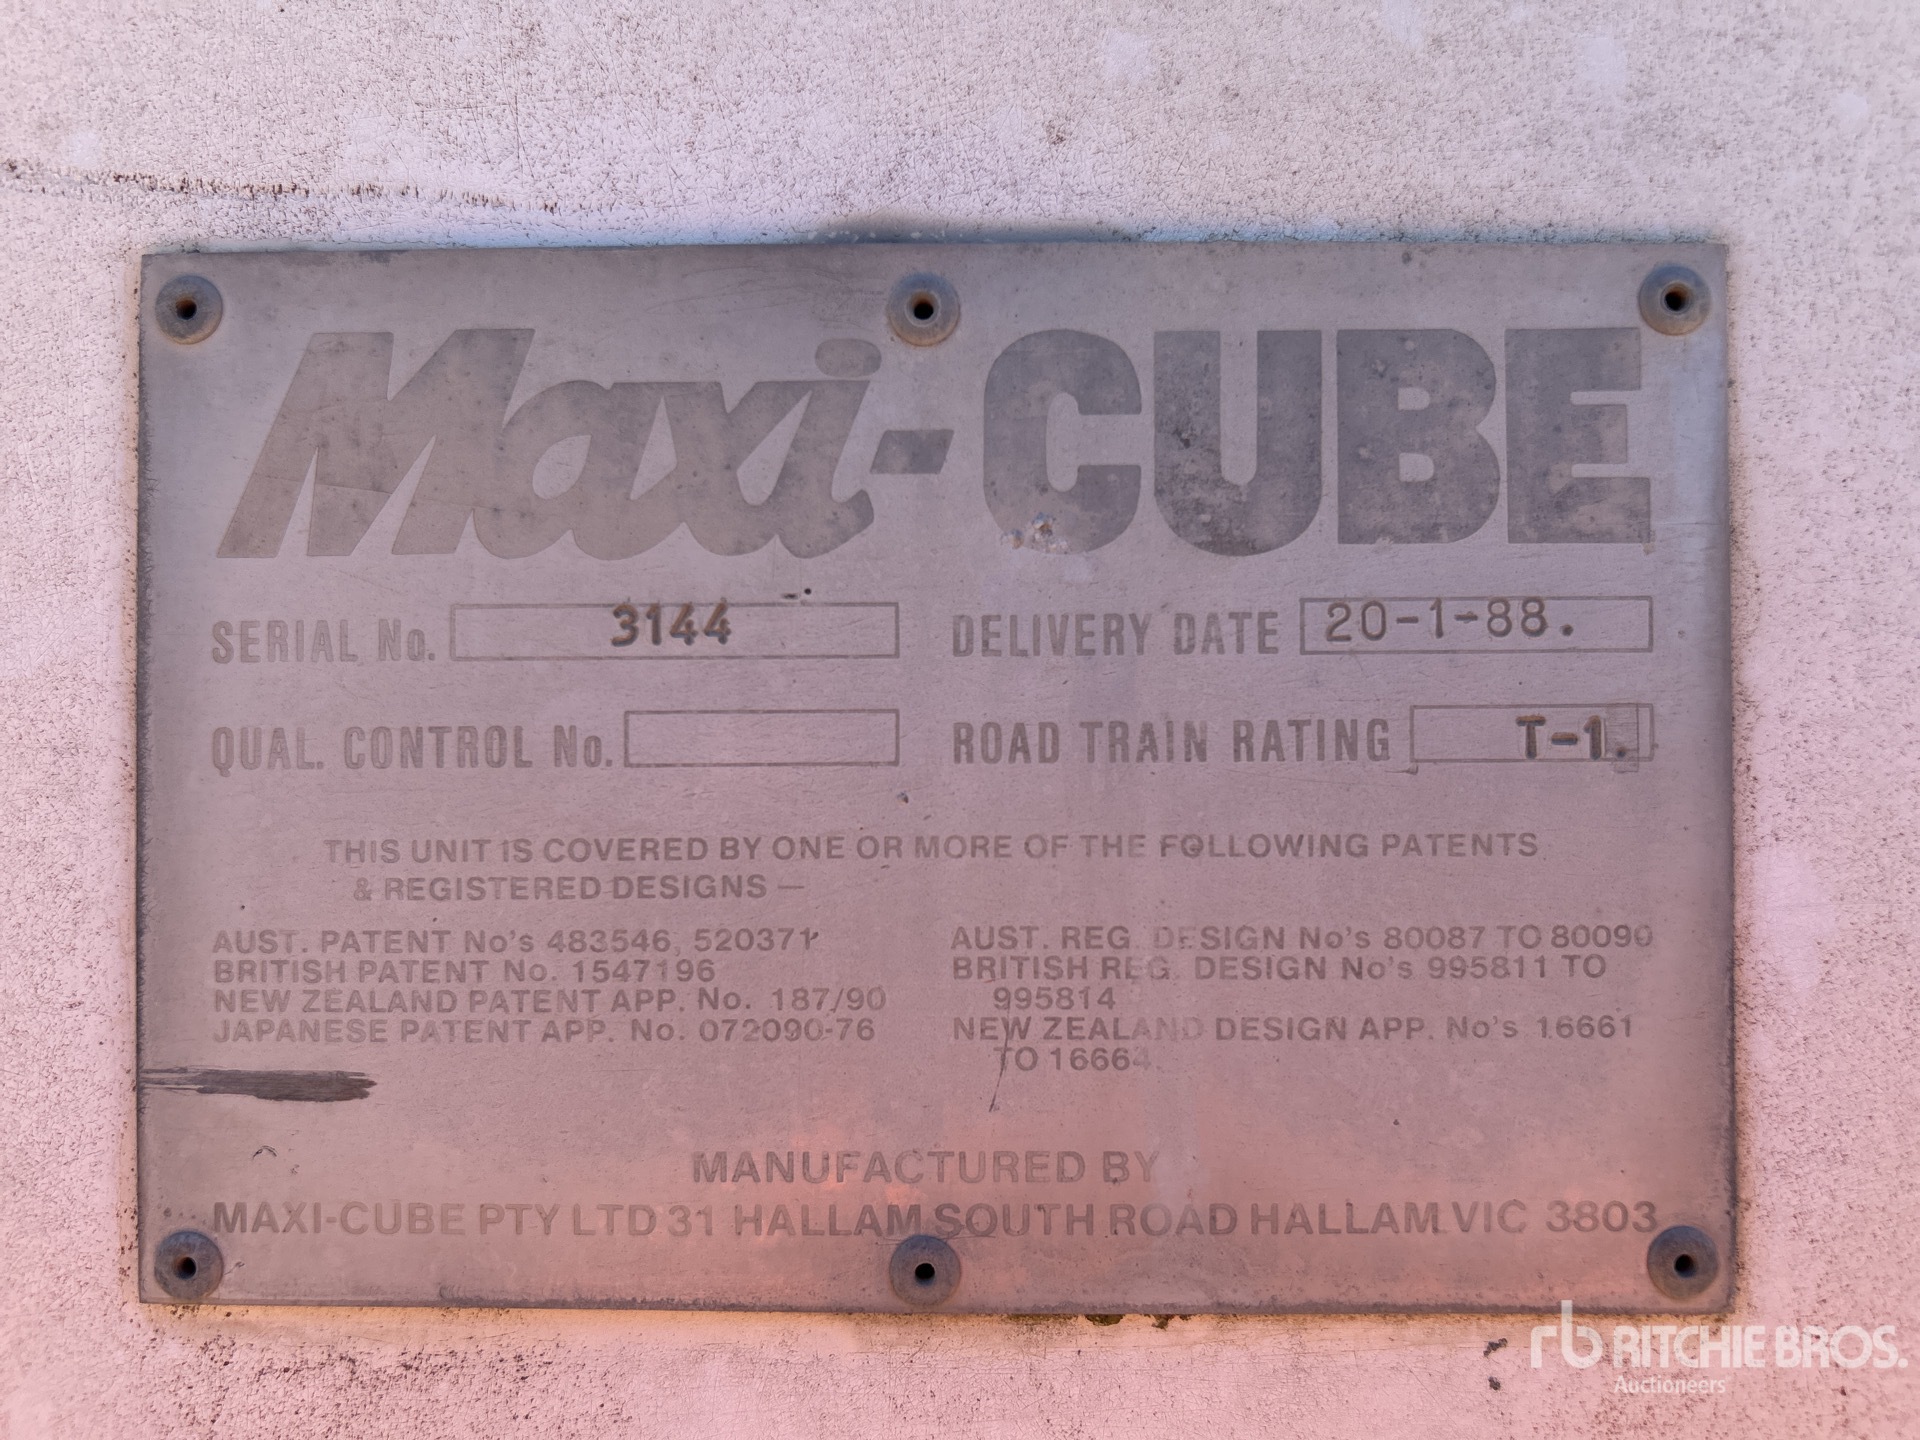 Maxi-CUBE
SERIAL No. 3144
DELIVERY DATE 20-1-88.
QUAL. CONTROL No.
ROAD TRAIN RATING T-1.
THIS UNIT IS COVERED BY ONE OR MORE OF THE FOLLOWING PATENTS
& REGISTERED DESIGNS —
AUST. PATENT No's 483546, 520371
BRITISH PATENT No. 1547196
NEW ZEALAND PATENT APP. No. 187/90
JAPANESE PATENT APP. No. 072090-76
AUST. REG. DESIGN No's 80087 TO 80090
BRITISH REG. DESIGN No's 995811 TO
995814
NEW ZEALAND DESIGN APP. No's 16661
TO 16664
MANUFACTURED BY
MAXI-CUBE PTY LTD 31 HALLAM SOUTH ROAD HALLAM VIC 3803
rb RITCHIE BROS.
Auctioneers